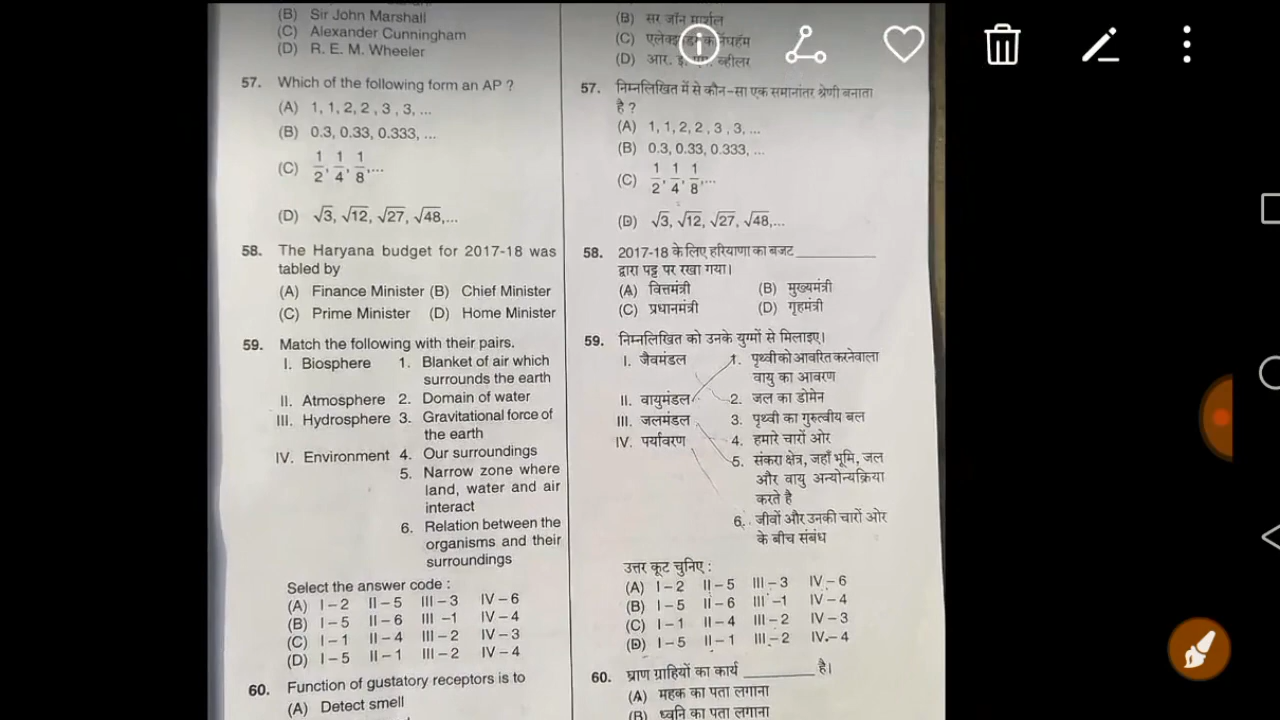 (B) Sir John Marshall
(C) Alexander Cunningham
(D) R. E. M. Wheeler
57. Which of the following form an AP ?
(A) 1, 1, 2, 2 , 3 , 3, ...
(B) 0.3, 0.33, 0.333, ...
(C) 1/2, 1/4, 1/8,...
(D) √3, √12, √27, √48,...
58. The Haryana budget for 2017-18 was
tabled by
(A) Finance Minister (B) Chief Minister
(C) Prime Minister (D) Home Minister
59. Match the following with their pairs.
I. Biosphere 1. Blanket of air which
surrounds the earth
II. Atmosphere 2. Domain of water
III. Hydrosphere 3. Gravitational force of
the earth
IV. Environment 4. Our surroundings
5. Narrow zone where
land, water and air
interact
6. Relation between the
organisms and their
surroundings
Select the answer code :
(A) I – 2 II – 5 III – 3 IV – 6
(B) I – 5 II – 6 III –1 IV – 4
(C) I – 1 II – 4 III – 2 IV – 3
(D) I – 5 II – 1 III – 2 IV – 4
60. Function of gustatory receptors is to
(A) Detect smell
(B) सर जॉन मार्शल
(C)
(D) आर. व्हीलर
57. निम्नलिखित में से कौन-सा एक समानांतर श्रेणी बनाता
है ?
(A) 1, 1, 2, 2 , 3 , 3, ...
(B) 0.3, 0.33, 0.333, ...
(C) 1/2, 1/4, 1/8,...
(D) √3, √12, √27, √48,...
58. 2017-18 के लिए हरियाणा का बजट ________
द्वारा पट्ट पर रखा गया।
(A) वित्तमंत्री (B) मुख्यमंत्री
(C) प्रधानमंत्री (D) गृहमंत्री
59. निम्नलिखित को उनके युग्मों से मिलाइए।
I. जैवमंडल 1. पृथ्वी को आवरित करनेवाला
वायु का आवरण
II. वायुमंडल 2. जल का डोमेन
III. जलमंडल 3. पृथ्वी का गुरुत्वीय बल
IV. पर्यावरण 4. हमारे चारों ओर
5. संकरा क्षेत्र, जहाँ भूमि, जल
और वायु अन्योन्यक्रिया
करते है
6. जीवों और उनकी चारों ओर
के बीच संबंध
उत्तर कूट चुनिए :
(A) I – 2 II – 5 III – 3 IV – 6
(B) I – 5 II – 6 III –1 IV – 4
(C) I – 1 II – 4 III – 2 IV – 3
(D) I – 5 II – 1 III – 2 IV – 4
60. घ्राण ग्राहियों का कार्य ________ है।
(A) महक का पता लगाना
(B) ध्वनि का पता लगाना